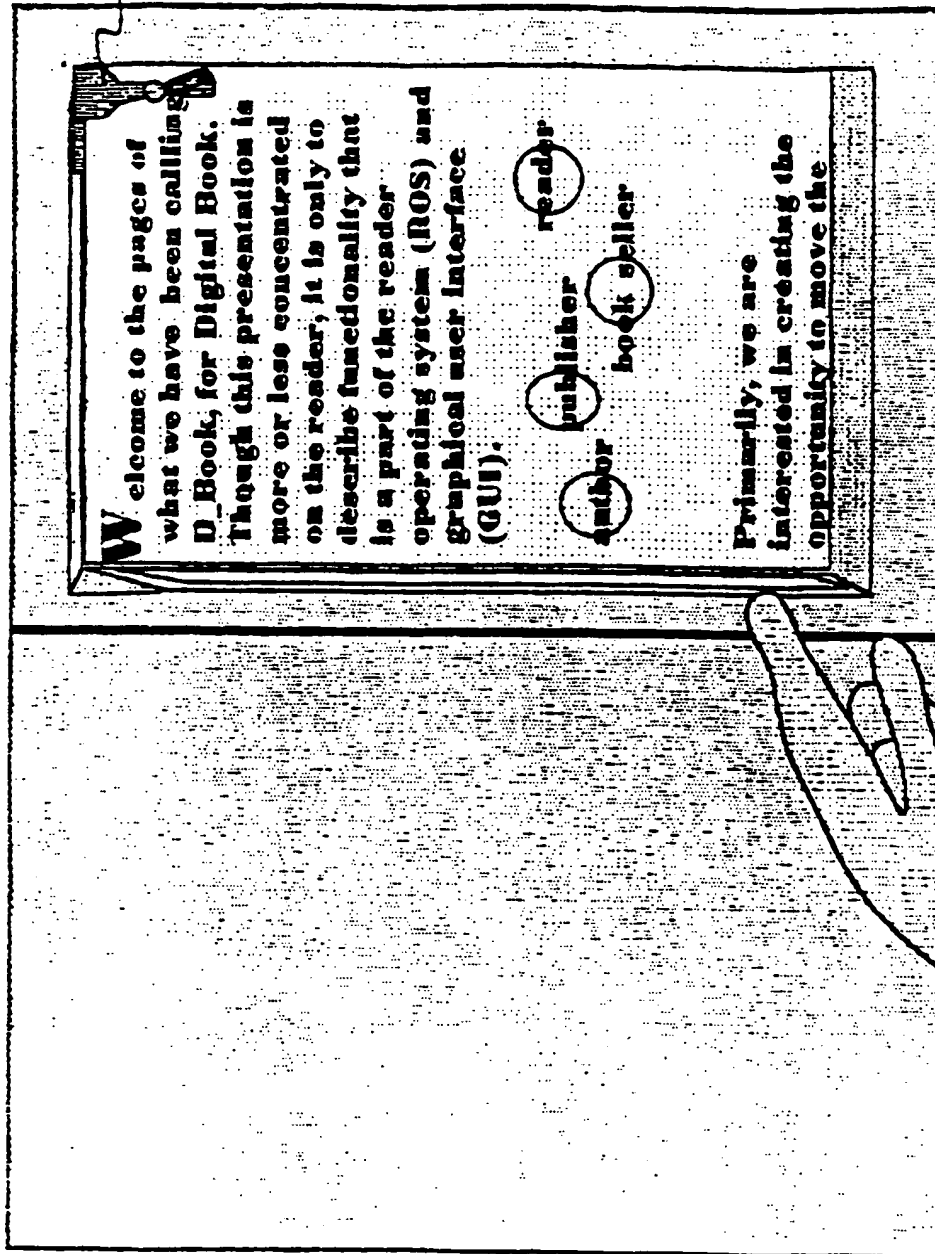 Welcome to the pages of
what we have been calling
D_Book, for Digital Book.
Though this presentation is
more or less concentrated
on the reader, it is only to
describe functionality that
is a part of the reader
operating system (ROS) and
graphical user interface
(GUI).
author
publisher
book seller
reader
Primarily, we are
interested in creating the
opportunity to move the